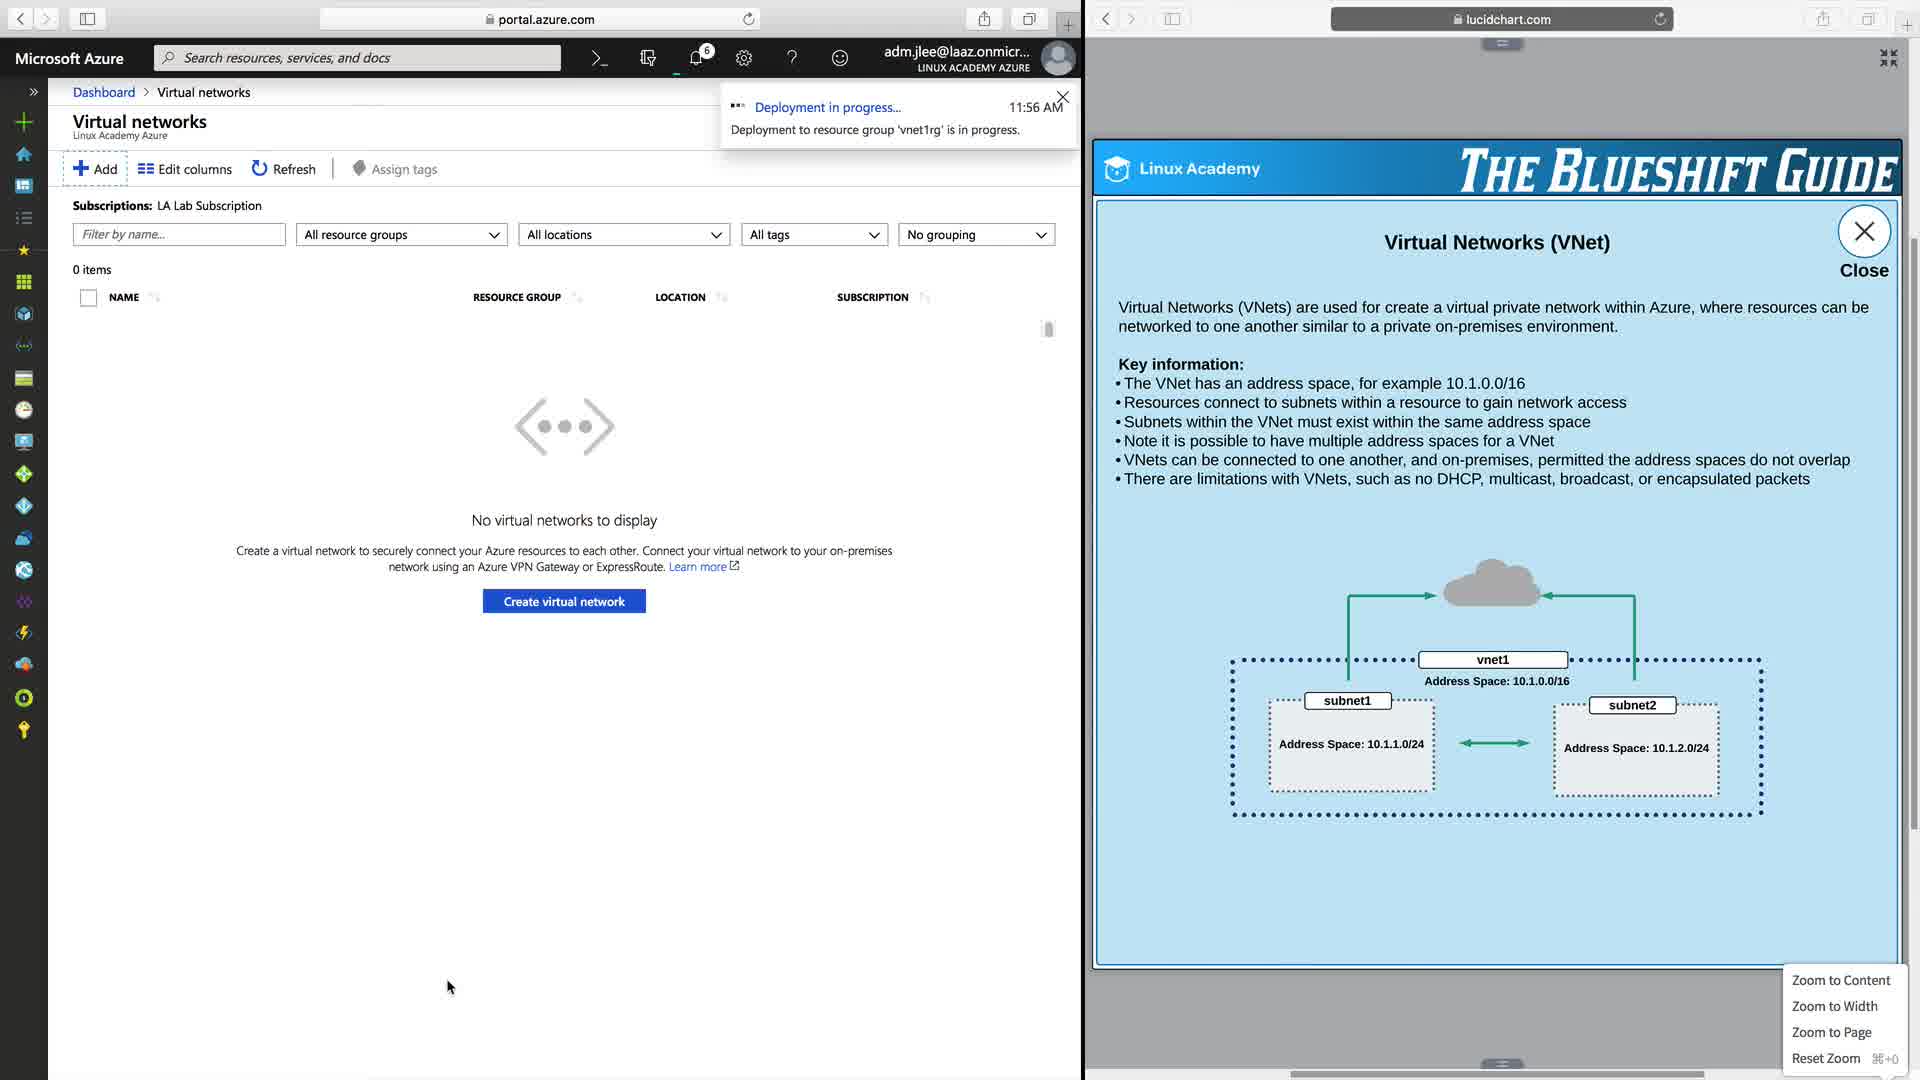 portal.azure.com
Microsoft Azure
Search resources, services, and docs
6
adm.jlee@laaz.onmicr...
LINUX ACADEMY AZURE
Dashboard > Virtual networks
Virtual networks
Linux Academy Azure
Deployment in progress...
11:56 AM
Deployment to resource group 'vnet1rg' is in progress.
Add
Edit columns
Refresh
Assign tags
Subscriptions: LA Lab Subscription
Filter by name...
All resource groups
All locations
All tags
No grouping
0 items
NAME
RESOURCE GROUP
LOCATION
SUBSCRIPTION
No virtual networks to display
Create a virtual network to securely connect your Azure resources to each other. Connect your virtual network to your on-premises
network using an Azure VPN Gateway or ExpressRoute. Learn more
Create virtual network
lucidchart.com
Linux Academy
THE BLUESHIFT GUIDE
Virtual Networks (VNet)
Close
Virtual Networks (VNets) are used for create a virtual private network within Azure, where resources can be
networked to one another similar to a private on-premises environment.
Key information:
• The VNet has an address space, for example 10.1.0.0/16
• Resources connect to subnets within a resource to gain network access
• Subnets within the VNet must exist within the same address space
• Note it is possible to have multiple address spaces for a VNet
• VNets can be connected to one another, and on-premises, permitted the address spaces do not overlap
• There are limitations with VNets, such as no DHCP, multicast, broadcast, or encapsulated packets
vnet1
Address Space: 10.1.0.0/16
subnet1
Address Space: 10.1.1.0/24
subnet2
Address Space: 10.1.2.0/24
Zoom to Content
Zoom to Width
Zoom to Page
Reset Zoom ⌘+0